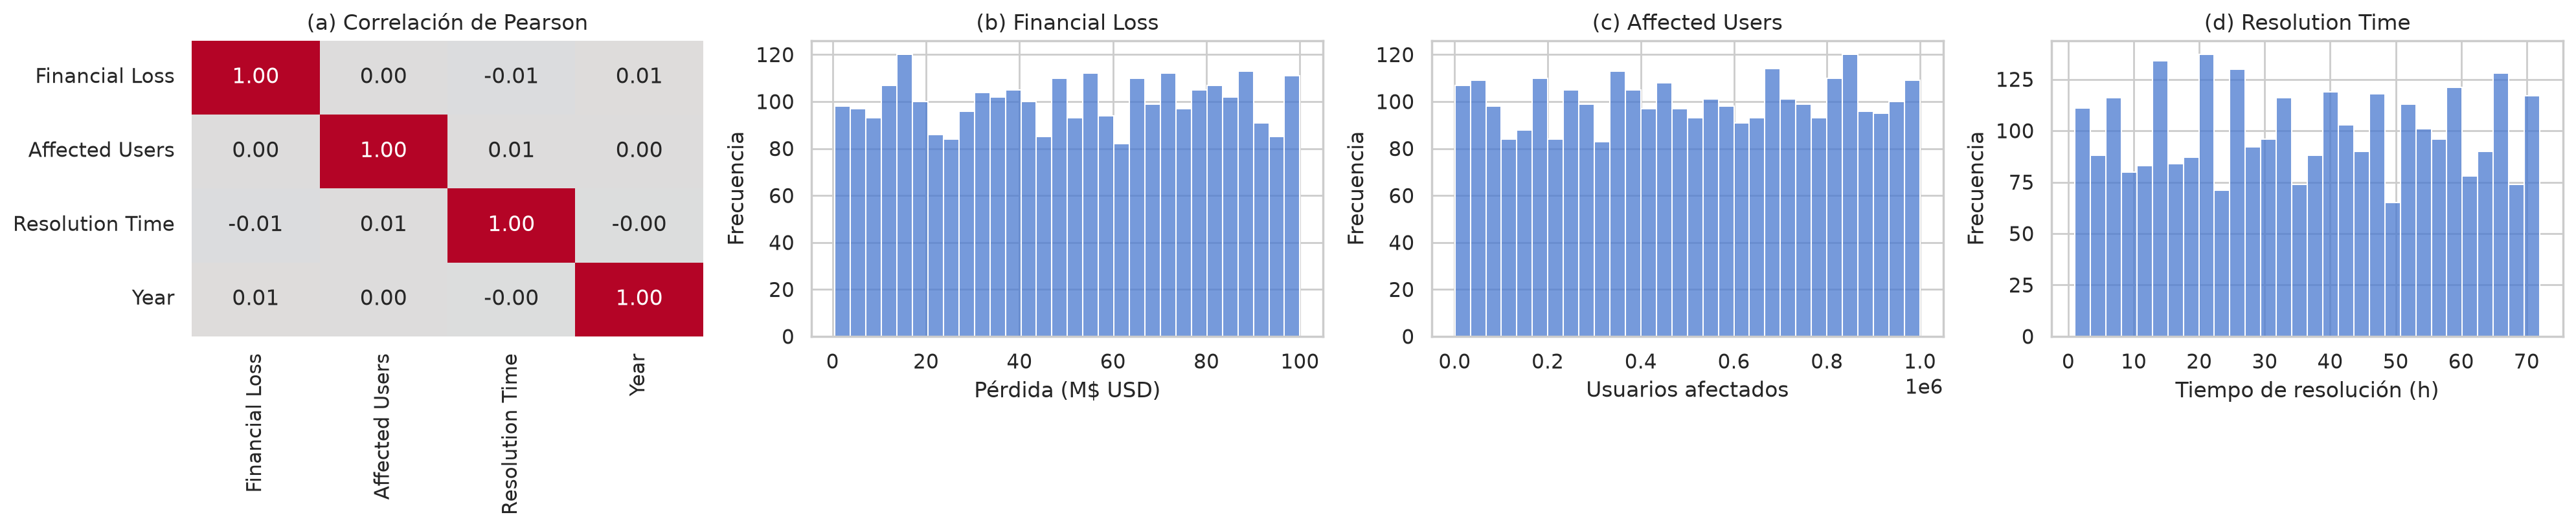 (a) Correlación de Pearson
Financial Loss 1.00 0.00 -0.01 0.01
Affected Users 0.00 1.00 0.01 0.00
Resolution Time -0.01 0.01 1.00 -0.00
Year 0.01 0.00 -0.00 1.00
Financial Loss
Affected Users
Resolution Time
Year
(b) Financial Loss
Frecuencia
120
100
80
60
40
20
0
0 20 40 60 80 100
Pérdida (M$ USD)
(c) Affected Users
Frecuencia
120
100
80
60
40
20
0
0.0 0.2 0.4 0.6 0.8 1.0
1e6
Usuarios afectados
(d) Resolution Time
Frecuencia
125
100
75
50
25
0
0 10 20 30 40 50 60 70
Tiempo de resolución (h)